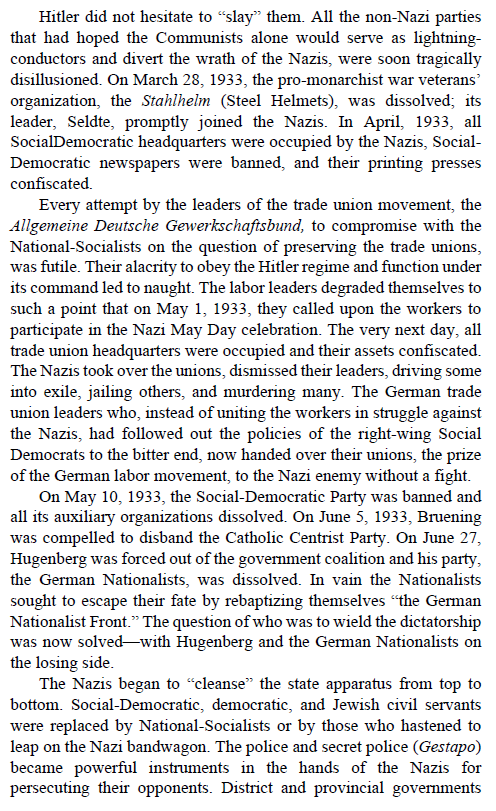 Hitler did not hesitate to “slay” them. All the non-Nazi parties
that had hoped the Communists alone would serve as lightning-
conductors and divert the wrath of the Nazis, were soon tragically
disillusioned. On March 28, 1933, the pro-monarchist war veterans’
organization, the Stahlhelm (Steel Helmets), was dissolved; its
leader, Seldte, promptly joined the Nazis. In April, 1933, all
SocialDemocratic headquarters were occupied by the Nazis, Social-
Democratic newspapers were banned, and their printing presses
confiscated.
Every attempt by the leaders of the trade union movement, the
Allgemeine Deutsche Gewerkschaftsbund, to compromise with the
National-Socialists on the question of preserving the trade unions,
was futile. Their alacrity to obey the Hitler regime and function under
its command led to naught. The labor leaders degraded themselves to
such a point that on May 1, 1933, they called upon the workers to
participate in the Nazi May Day celebration. The very next day, all
trade union headquarters were occupied and their assets confiscated.
The Nazis took over the unions, dismissed their leaders, driving some
into exile, jailing others, and murdering many. The German trade
union leaders who, instead of uniting the workers in struggle against
the Nazis, had followed out the policies of the right-wing Social
Democrats to the bitter end, now handed over their unions, the prize
of the German labor movement, to the Nazi enemy without a fight.
On May 10, 1933, the Social-Democratic Party was banned and
all its auxiliary organizations dissolved. On June 5, 1933, Bruening
was compelled to disband the Catholic Centrist Party. On June 27,
Hugenberg was forced out of the government coalition and his party,
the German Nationalists, was dissolved. In vain the Nationalists
sought to escape their fate by rebaptizing themselves “the German
Nationalist Front.” The question of who was to wield the dictatorship
was now solved—with Hugenberg and the German Nationalists on
the losing side.
The Nazis began to “cleanse” the state apparatus from top to
bottom. Social-Democratic, democratic, and Jewish civil servants
were replaced by National-Socialists or by those who hastened to
leap on the Nazi bandwagon. The police and secret police (Gestapo)
became powerful instruments in the hands of the Nazis for
persecuting their opponents. District and provincial governments